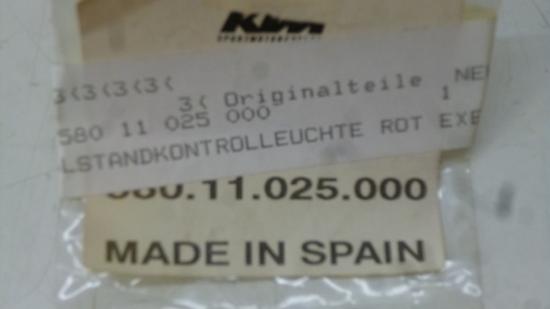 KTM
SPORTMOTORCYCLES
3<3<3<3<
3< Originalteile
580 11 025 000 1
LSTANDKONTROLLEUCHTE ROT EXE
580.11.025.000
MADE IN SPAIN